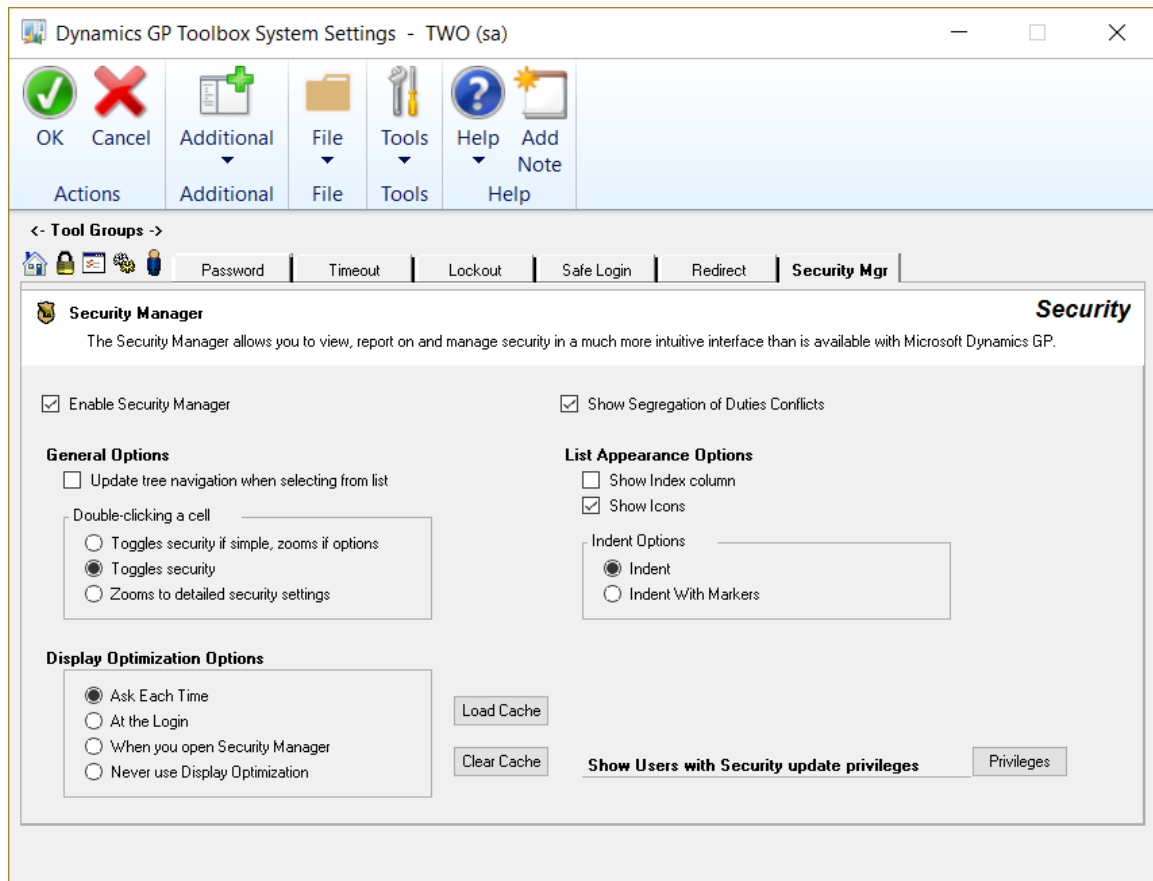 Dynamics GP Toolbox System Settings - TWO (sa)
OK Cancel Additional File Tools Help Add Note
Actions Additional File Tools Help
<- Tool Groups ->
Password Timeout Lockout Safe Login Redirect Security Mgr
Security Manager Security
The Security Manager allows you to view, report on and manage security in a much more intuitive interface than is available with Microsoft Dynamics GP.
Enable Security Manager Show Segregation of Duties Conflicts
General Options List Appearance Options
Update tree navigation when selecting from list Show Index column
Show Icons
Double-clicking a cell
Toggles security if simple, zooms if options
Toggles security
Zooms to detailed security settings
Indent Options
Indent
Indent With Markers
Display Optimization Options
Ask Each Time
At the Login
When you open Security Manager
Never use Display Optimization
Load Cache
Clear Cache
Show Users with Security update privileges Privileges